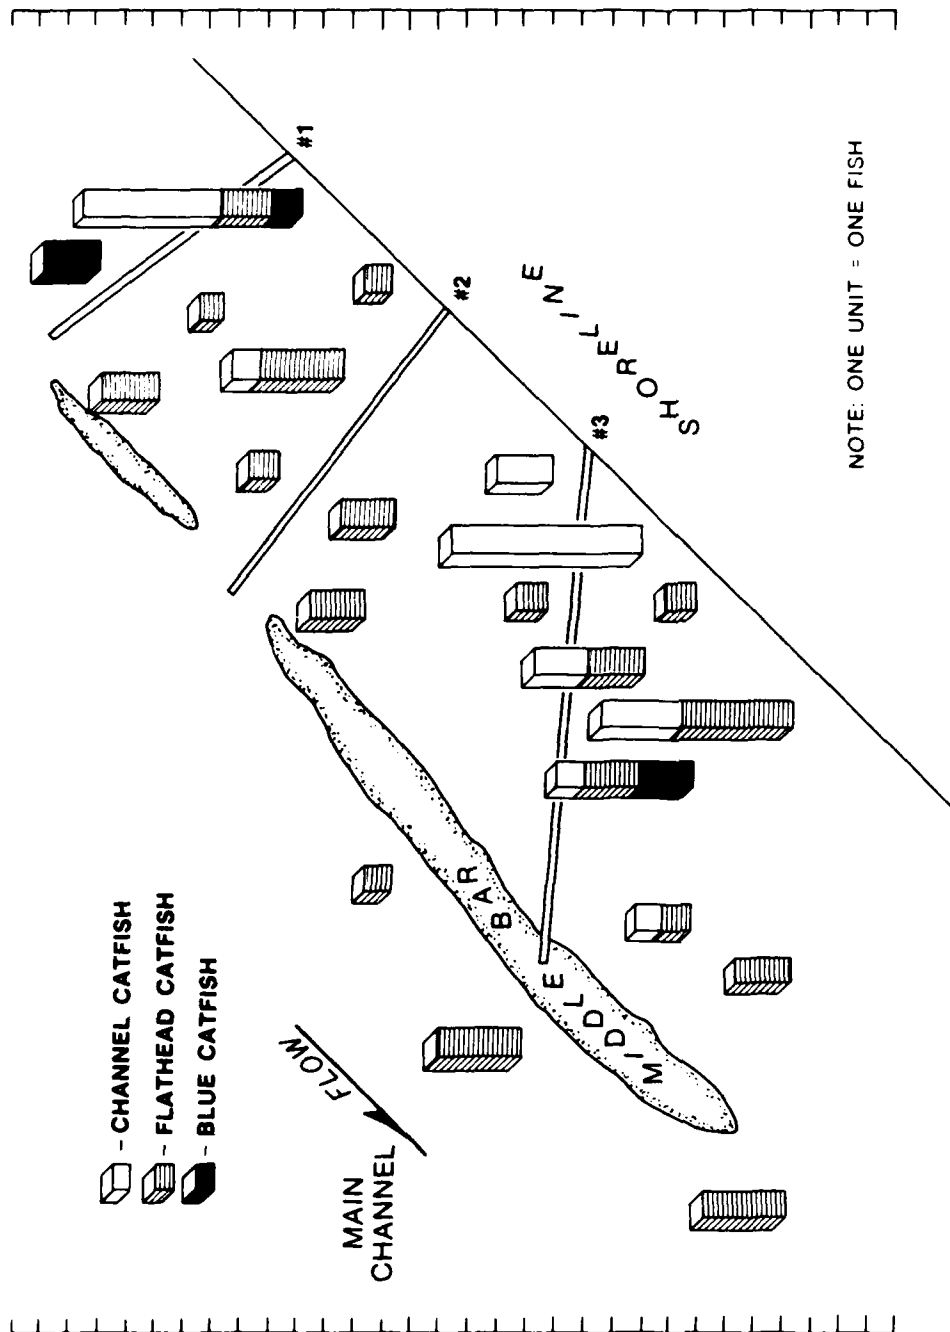 #1
#2
#3
SHORELINE
MIDDLE BAR
FLOW
MAIN
CHANNEL
- CHANNEL CATFISH
- FLATHEAD CATFISH
- BLUE CATFISH
NOTE: ONE UNIT = ONE FISH